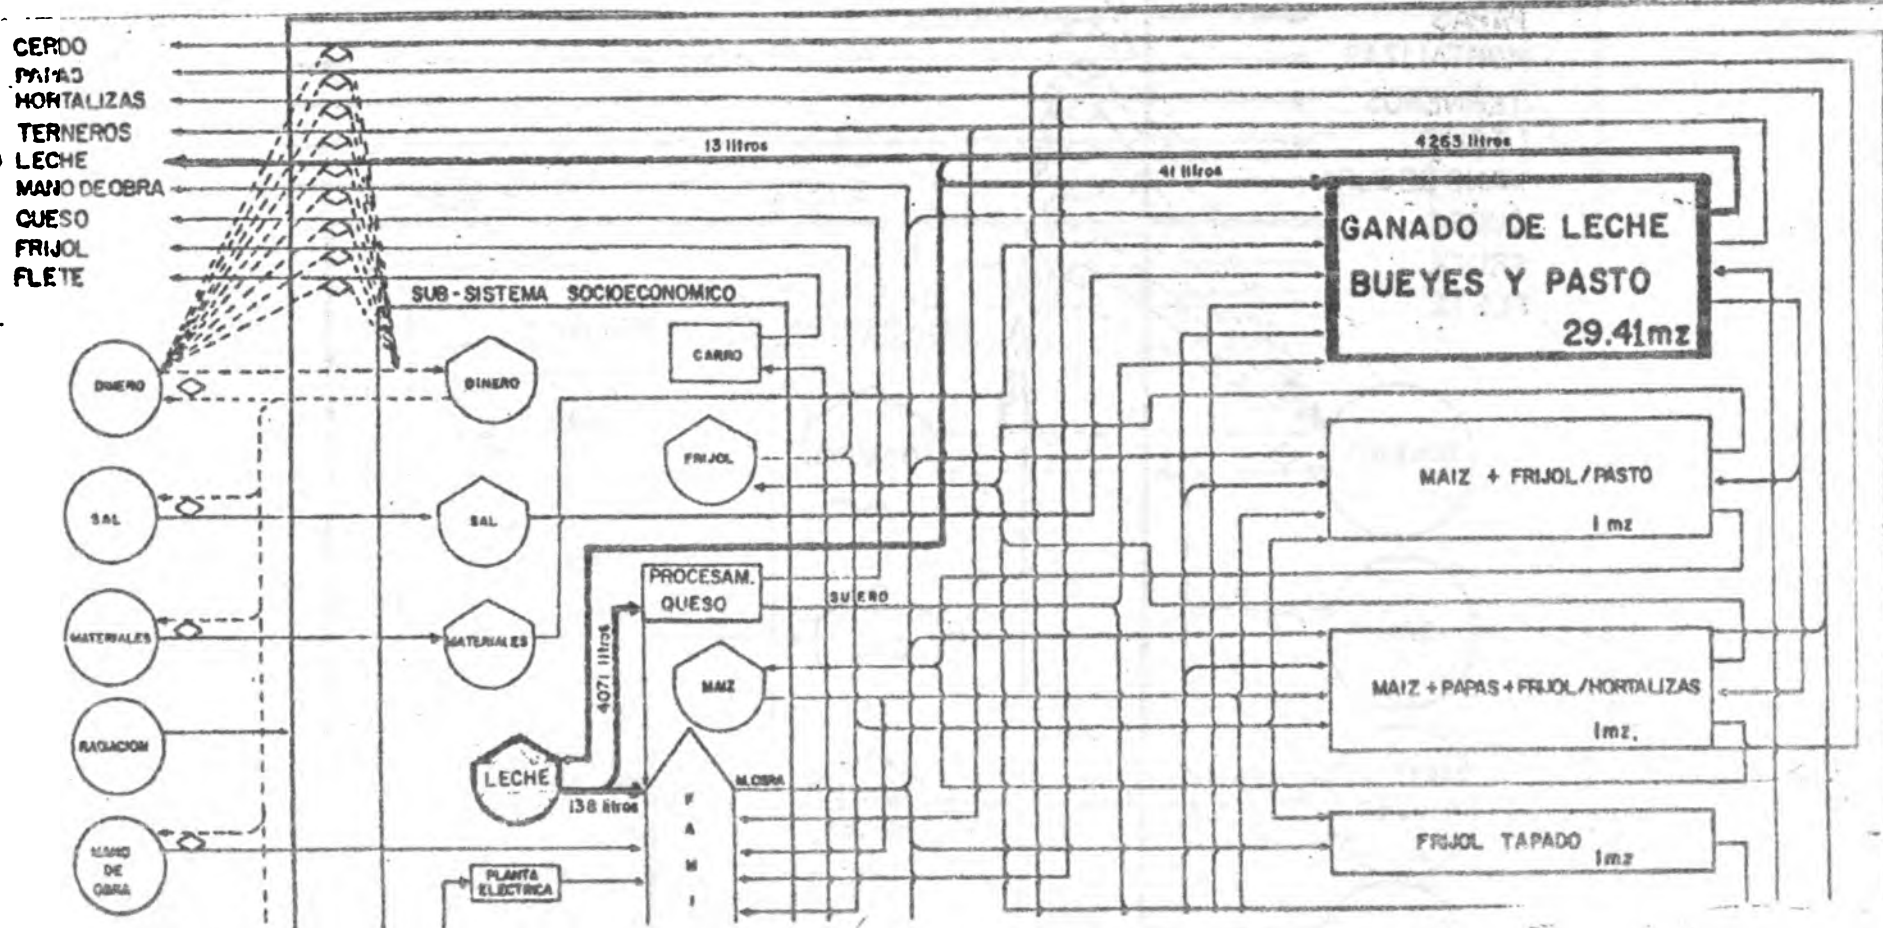 CERDO
PAPAS
HORTALIZAS
TERNEROS
LECHE
MANO DE OBRA
QUESO
FRIJOL
FLETE
13 litros
4263 litros
41 litros
GANADO DE LECHE
BUEYES Y PASTO
29.41mz
SUB-SISTEMA SOCIOECONOMICO
CARRO
DINERO
DINERO
FRIJOL
MAIZ + FRIJOL/PASTO
1 mz
SAL
SAL
PROCESAM.
QUESO
SUERO
4071 litros
MATERIALES
MATERIALES
MAIZ
MAIZ + PAPAS + FRIJOL/HORTALIZAS
1mz.
RADIACION
LECHE
138 litros
M. OBRA
F
A
M
I
FRIJOL TAPADO
1mz
MANO
DE
OBRA
PLANTA
ELECTRICA